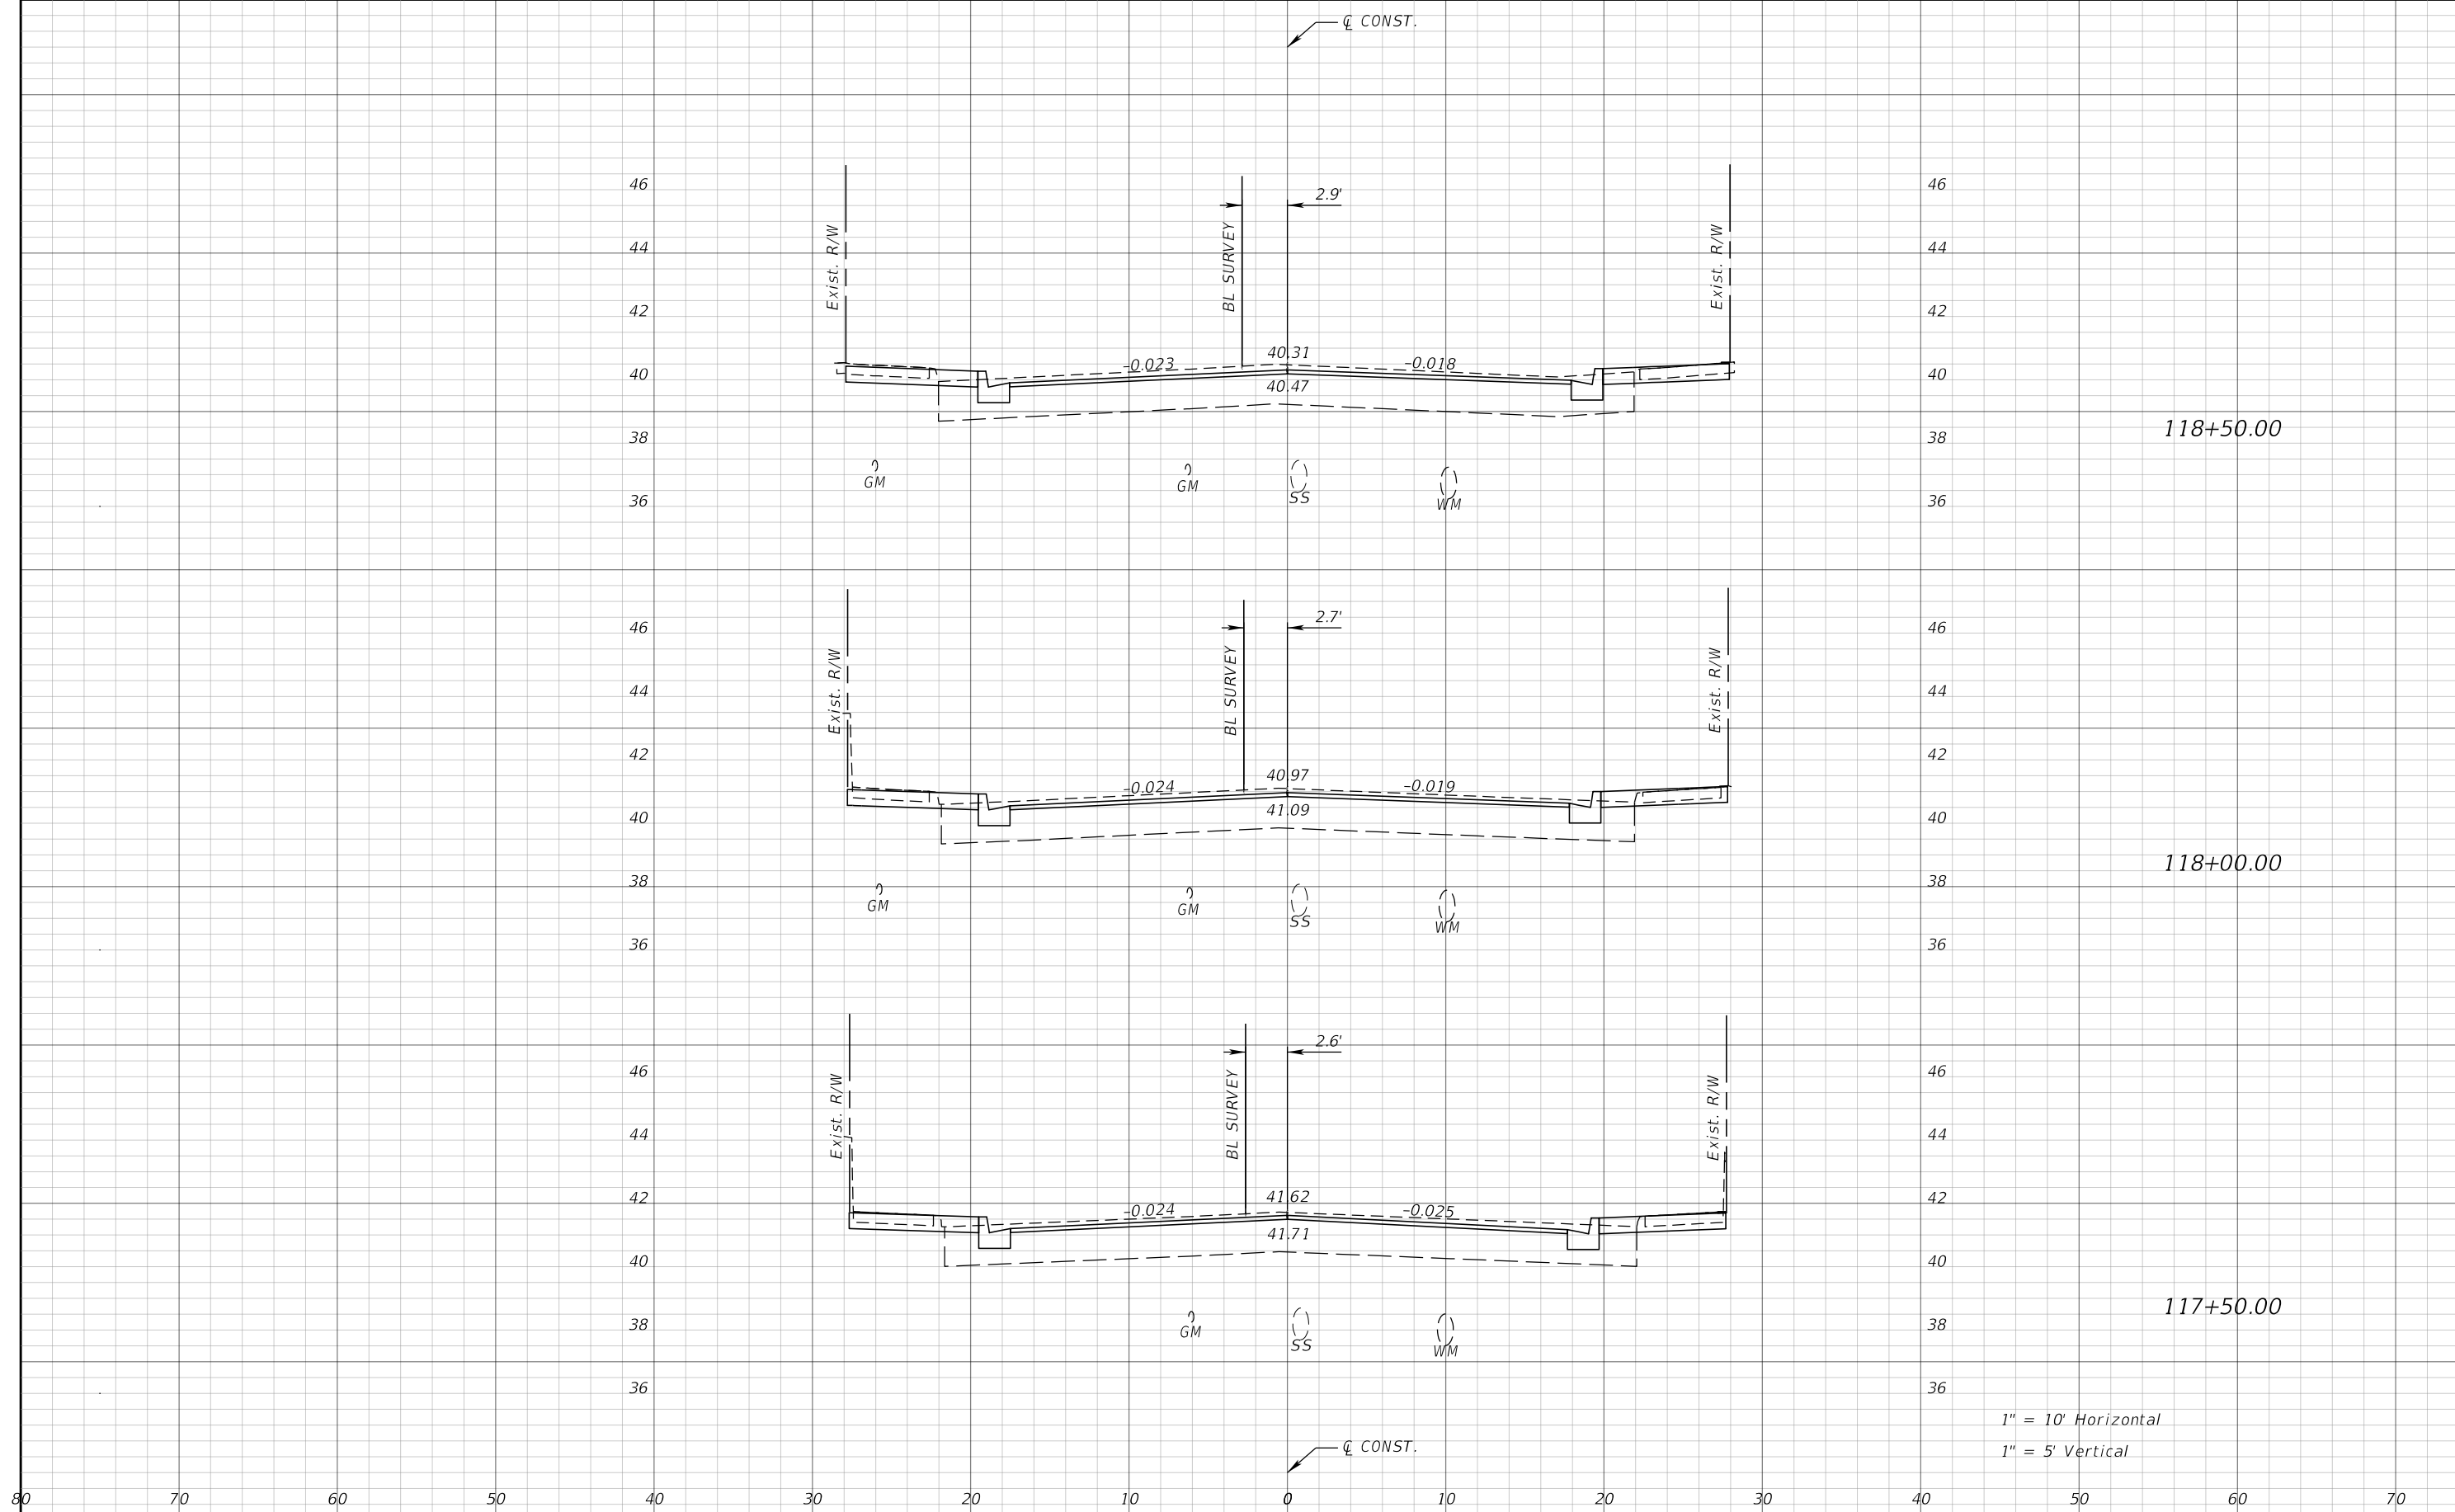 ℄ CONST.
46 2.9' 46
Exist. R/W BL SURVEY Exist. R/W
44 44
42 42
-0.023 40.31 -0.018
40 40
40.47
118+50.00
38 38
GM GM SS WM
36 36
46 2.7' 46
Exist. R/W BL SURVEY Exist. R/W
44 44
42 42
-0.024 40.97 -0.019
40 41.09 40
118+00.00
38 38
GM GM SS WM
36 36
46 2.6' 46
Exist. R/W BL SURVEY Exist. R/W
44 44
42 41.62 42
-0.024 -0.025
41.71
40 40
117+50.00
38 38
GM SS WM
36 36
1" = 10' Horizontal
℄ CONST.
1" = 5' Vertical
80 70 60 50 40 30 20 10 0 10 20 30 40 50 60 70